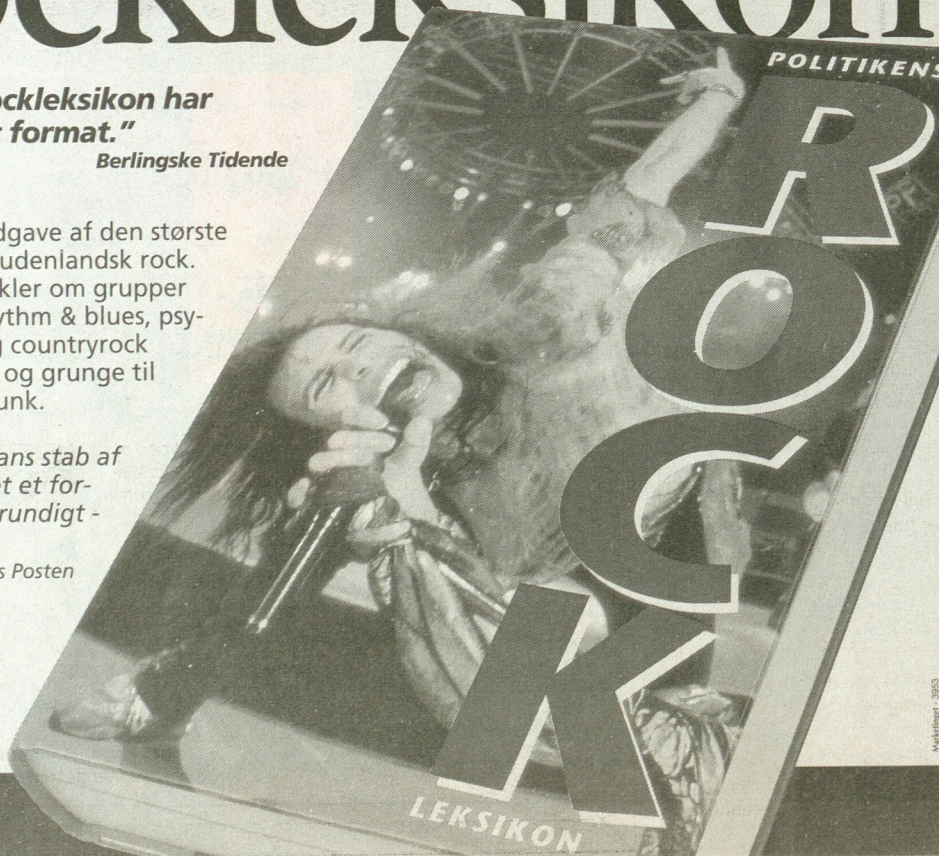 ockleksikon
ockleksikon har
r format."
Berlingske Tidende
dgave af den største
udenlandsk rock.
kler om grupper
ythm & blues, psy-
g countryrock
og grunge til
unk.
ans stab af
t et for-
rundigt -
s Posten
POLITIKENS
ROCK
LEKSIKON
Marketinget - 3953